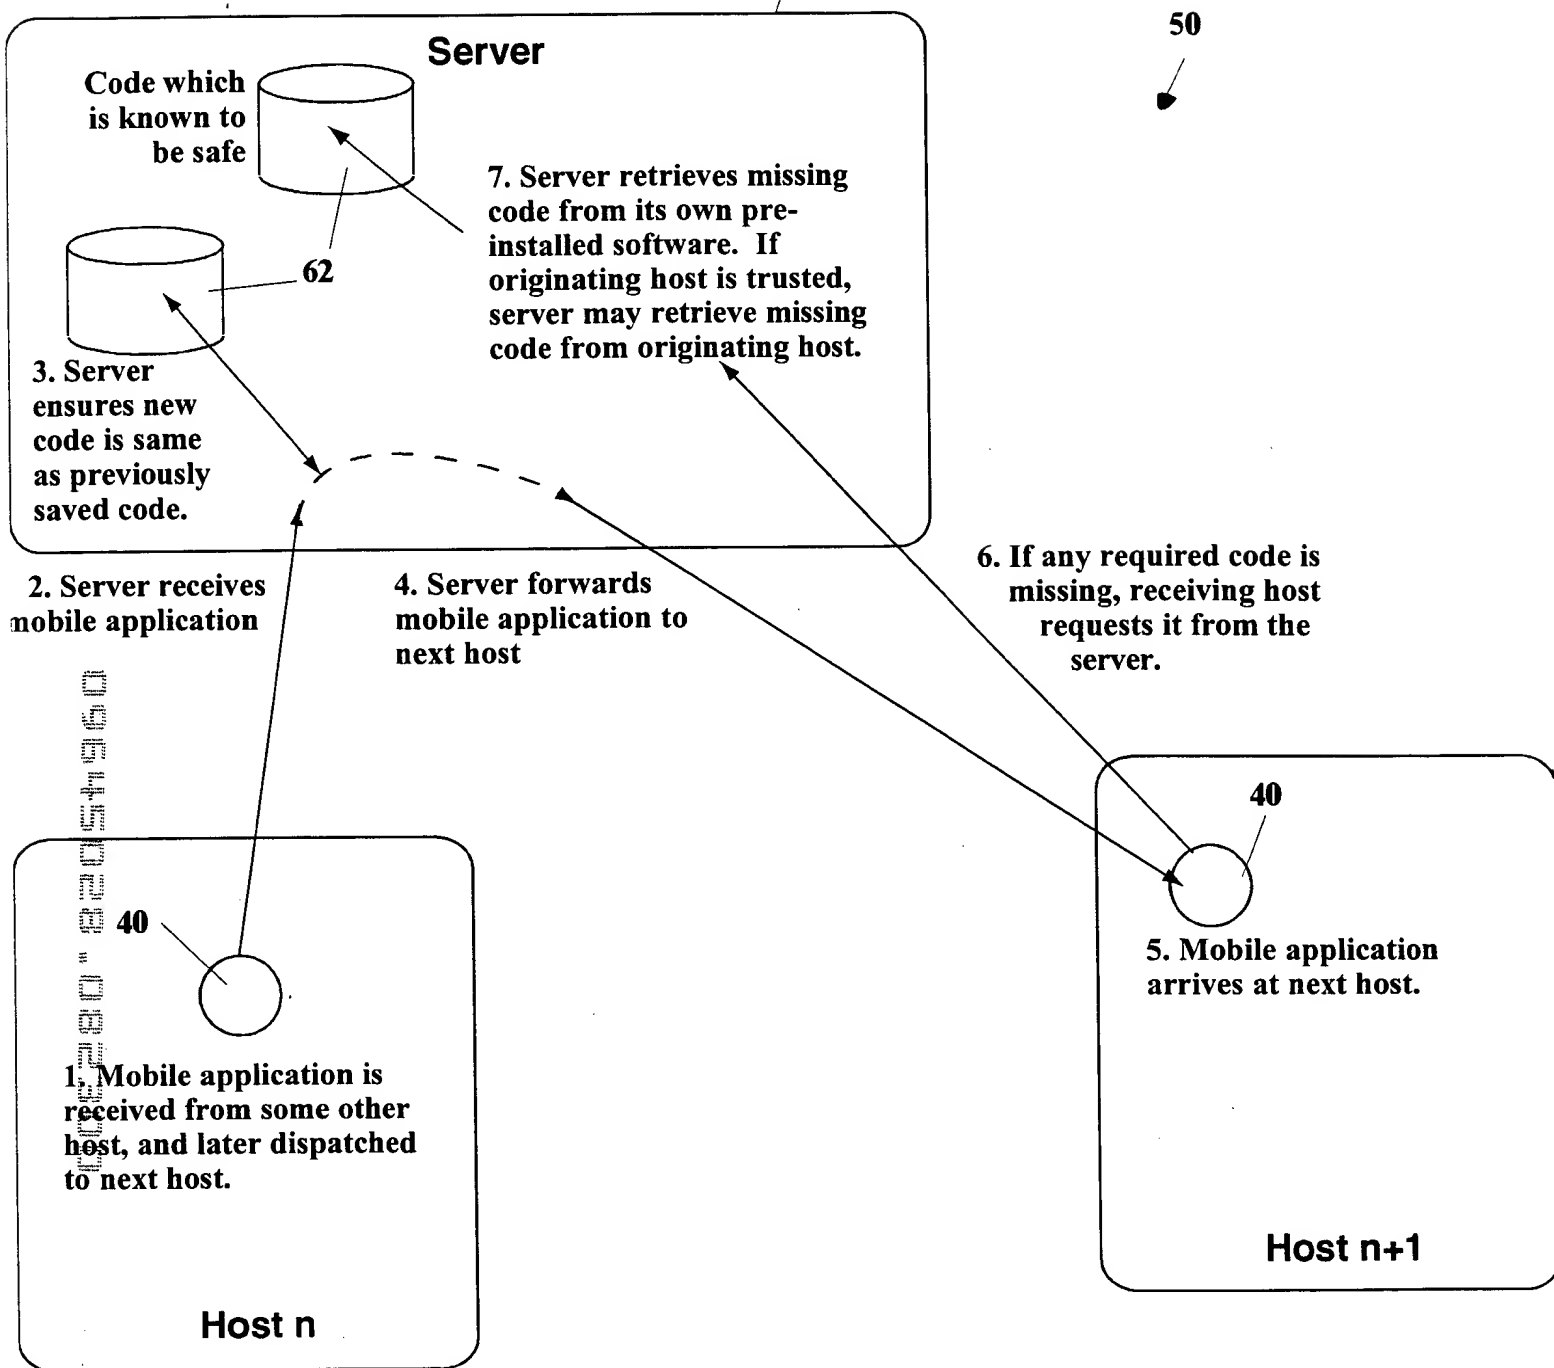 50
Server
Code which
is known to
be safe
62
7. Server retrieves missing
code from its own pre-
installed software. If
originating host is trusted,
server may retrieve missing
code from originating host.
3. Server
ensures new
code is same
as previously
saved code.
2. Server receives
mobile application
4. Server forwards
mobile application to
next host
6. If any required code is
missing, receiving host
requests it from the
server.
40
5. Mobile application
arrives at next host.
Host n+1
40
1. Mobile application is
received from some other
host, and later dispatched
to next host.
Host n
09645028.082300